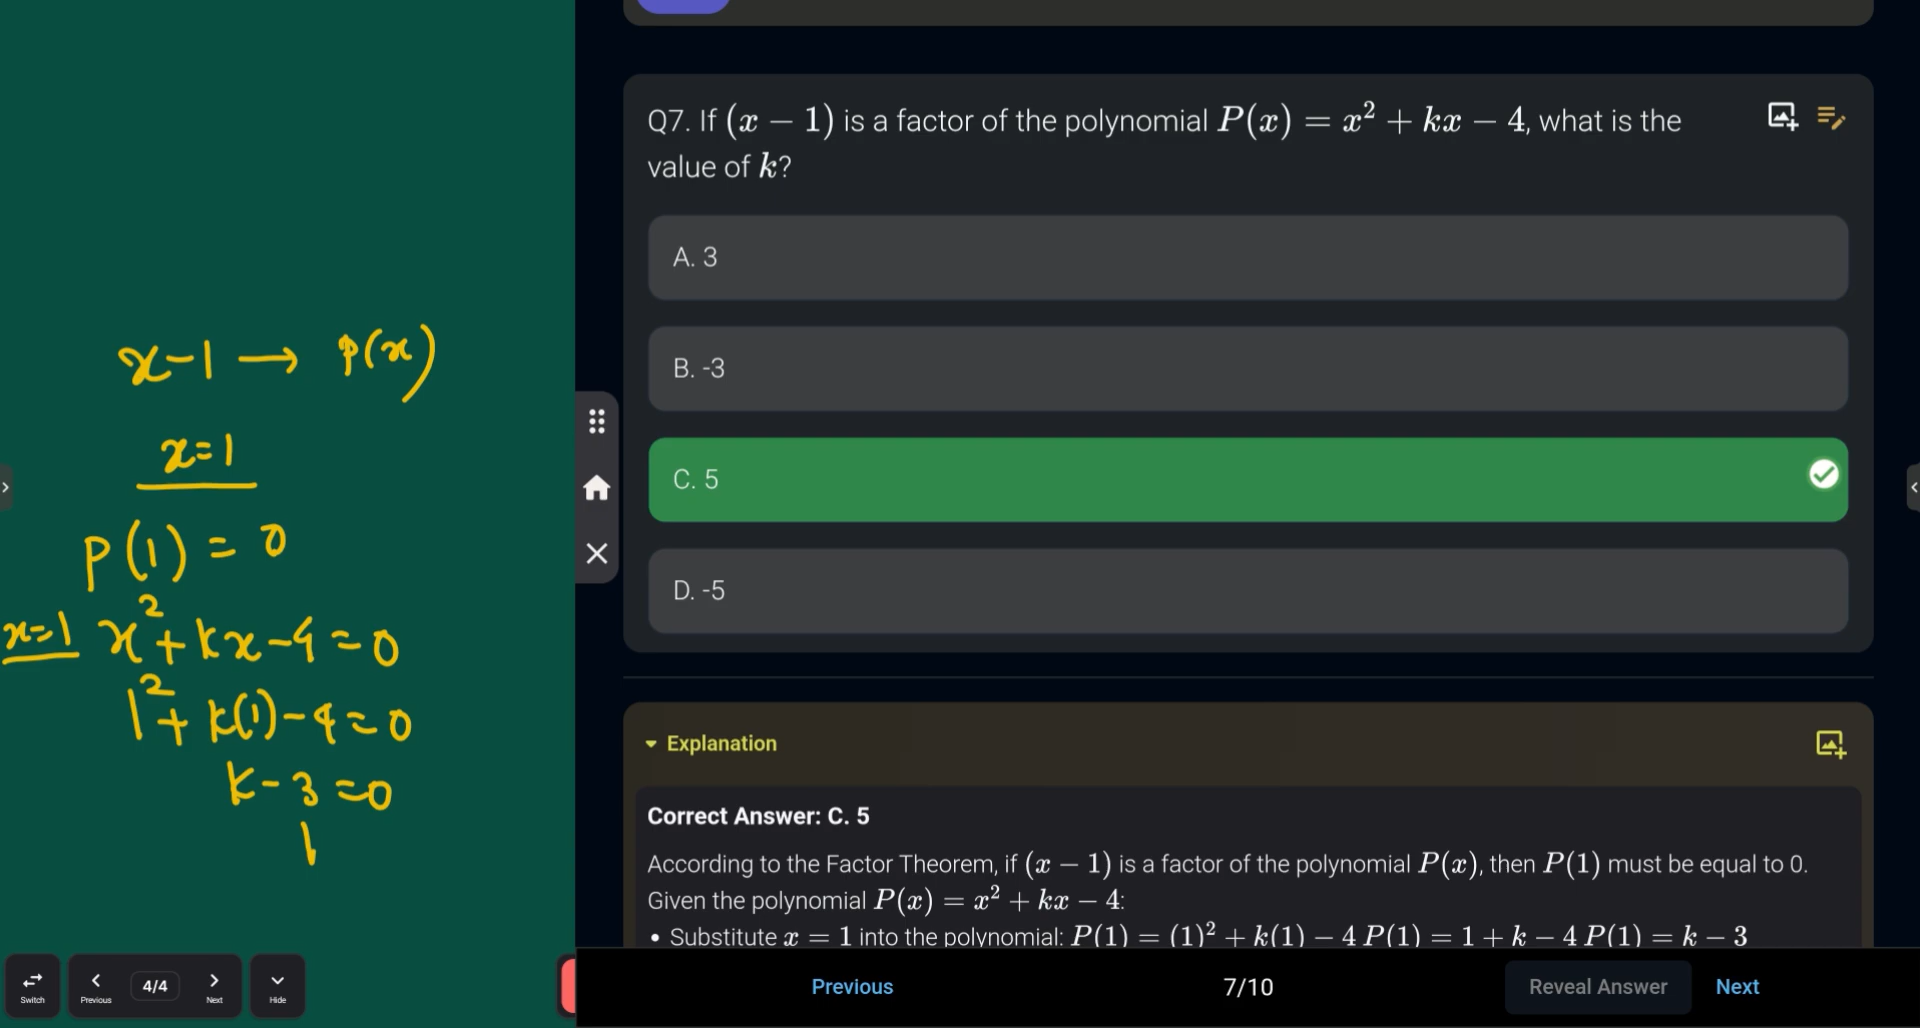 x-1 → P(x)
x=1
P(1) = 0
x=1 x²+kx-4=0
1²+k(1)-4=0
k-3=0
Q7. If (x − 1) is a factor of the polynomial P(x) = x² + kx − 4, what is the
value of k?
A. 3
B. -3
C. 5
D. -5
Explanation
Correct Answer: C. 5
According to the Factor Theorem, if (x − 1) is a factor of the polynomial P(x), then P(1) must be equal to 0.
Given the polynomial P(x) = x² + kx − 4:
• Substitute x = 1 into the polynomial: P(1) = (1)² + k(1) − 4 P(1) = 1 + k − 4 P(1) = k − 3
Switch
Previous
4/4
Next
Hide
Previous
7/10
Reveal Answer
Next